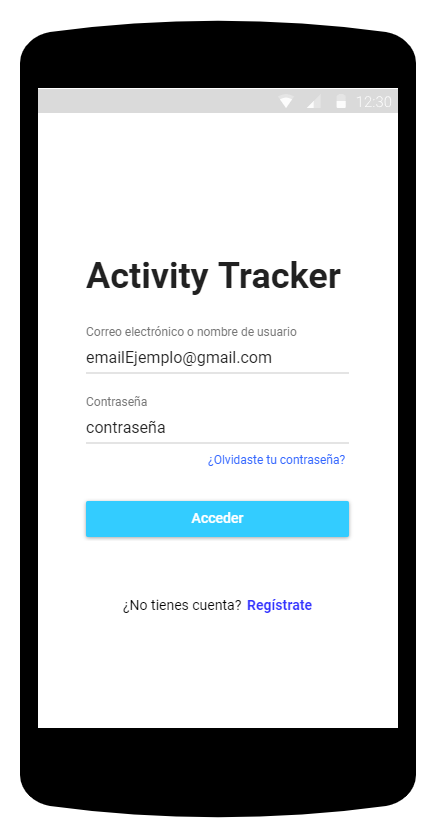 12:30
Activity Tracker
Correo electrónico o nombre de usuario
emailEjemplo@gmail.com
Contraseña
contraseña
¿Olvidaste tu contraseña?
Acceder
¿No tienes cuenta? Regístrate